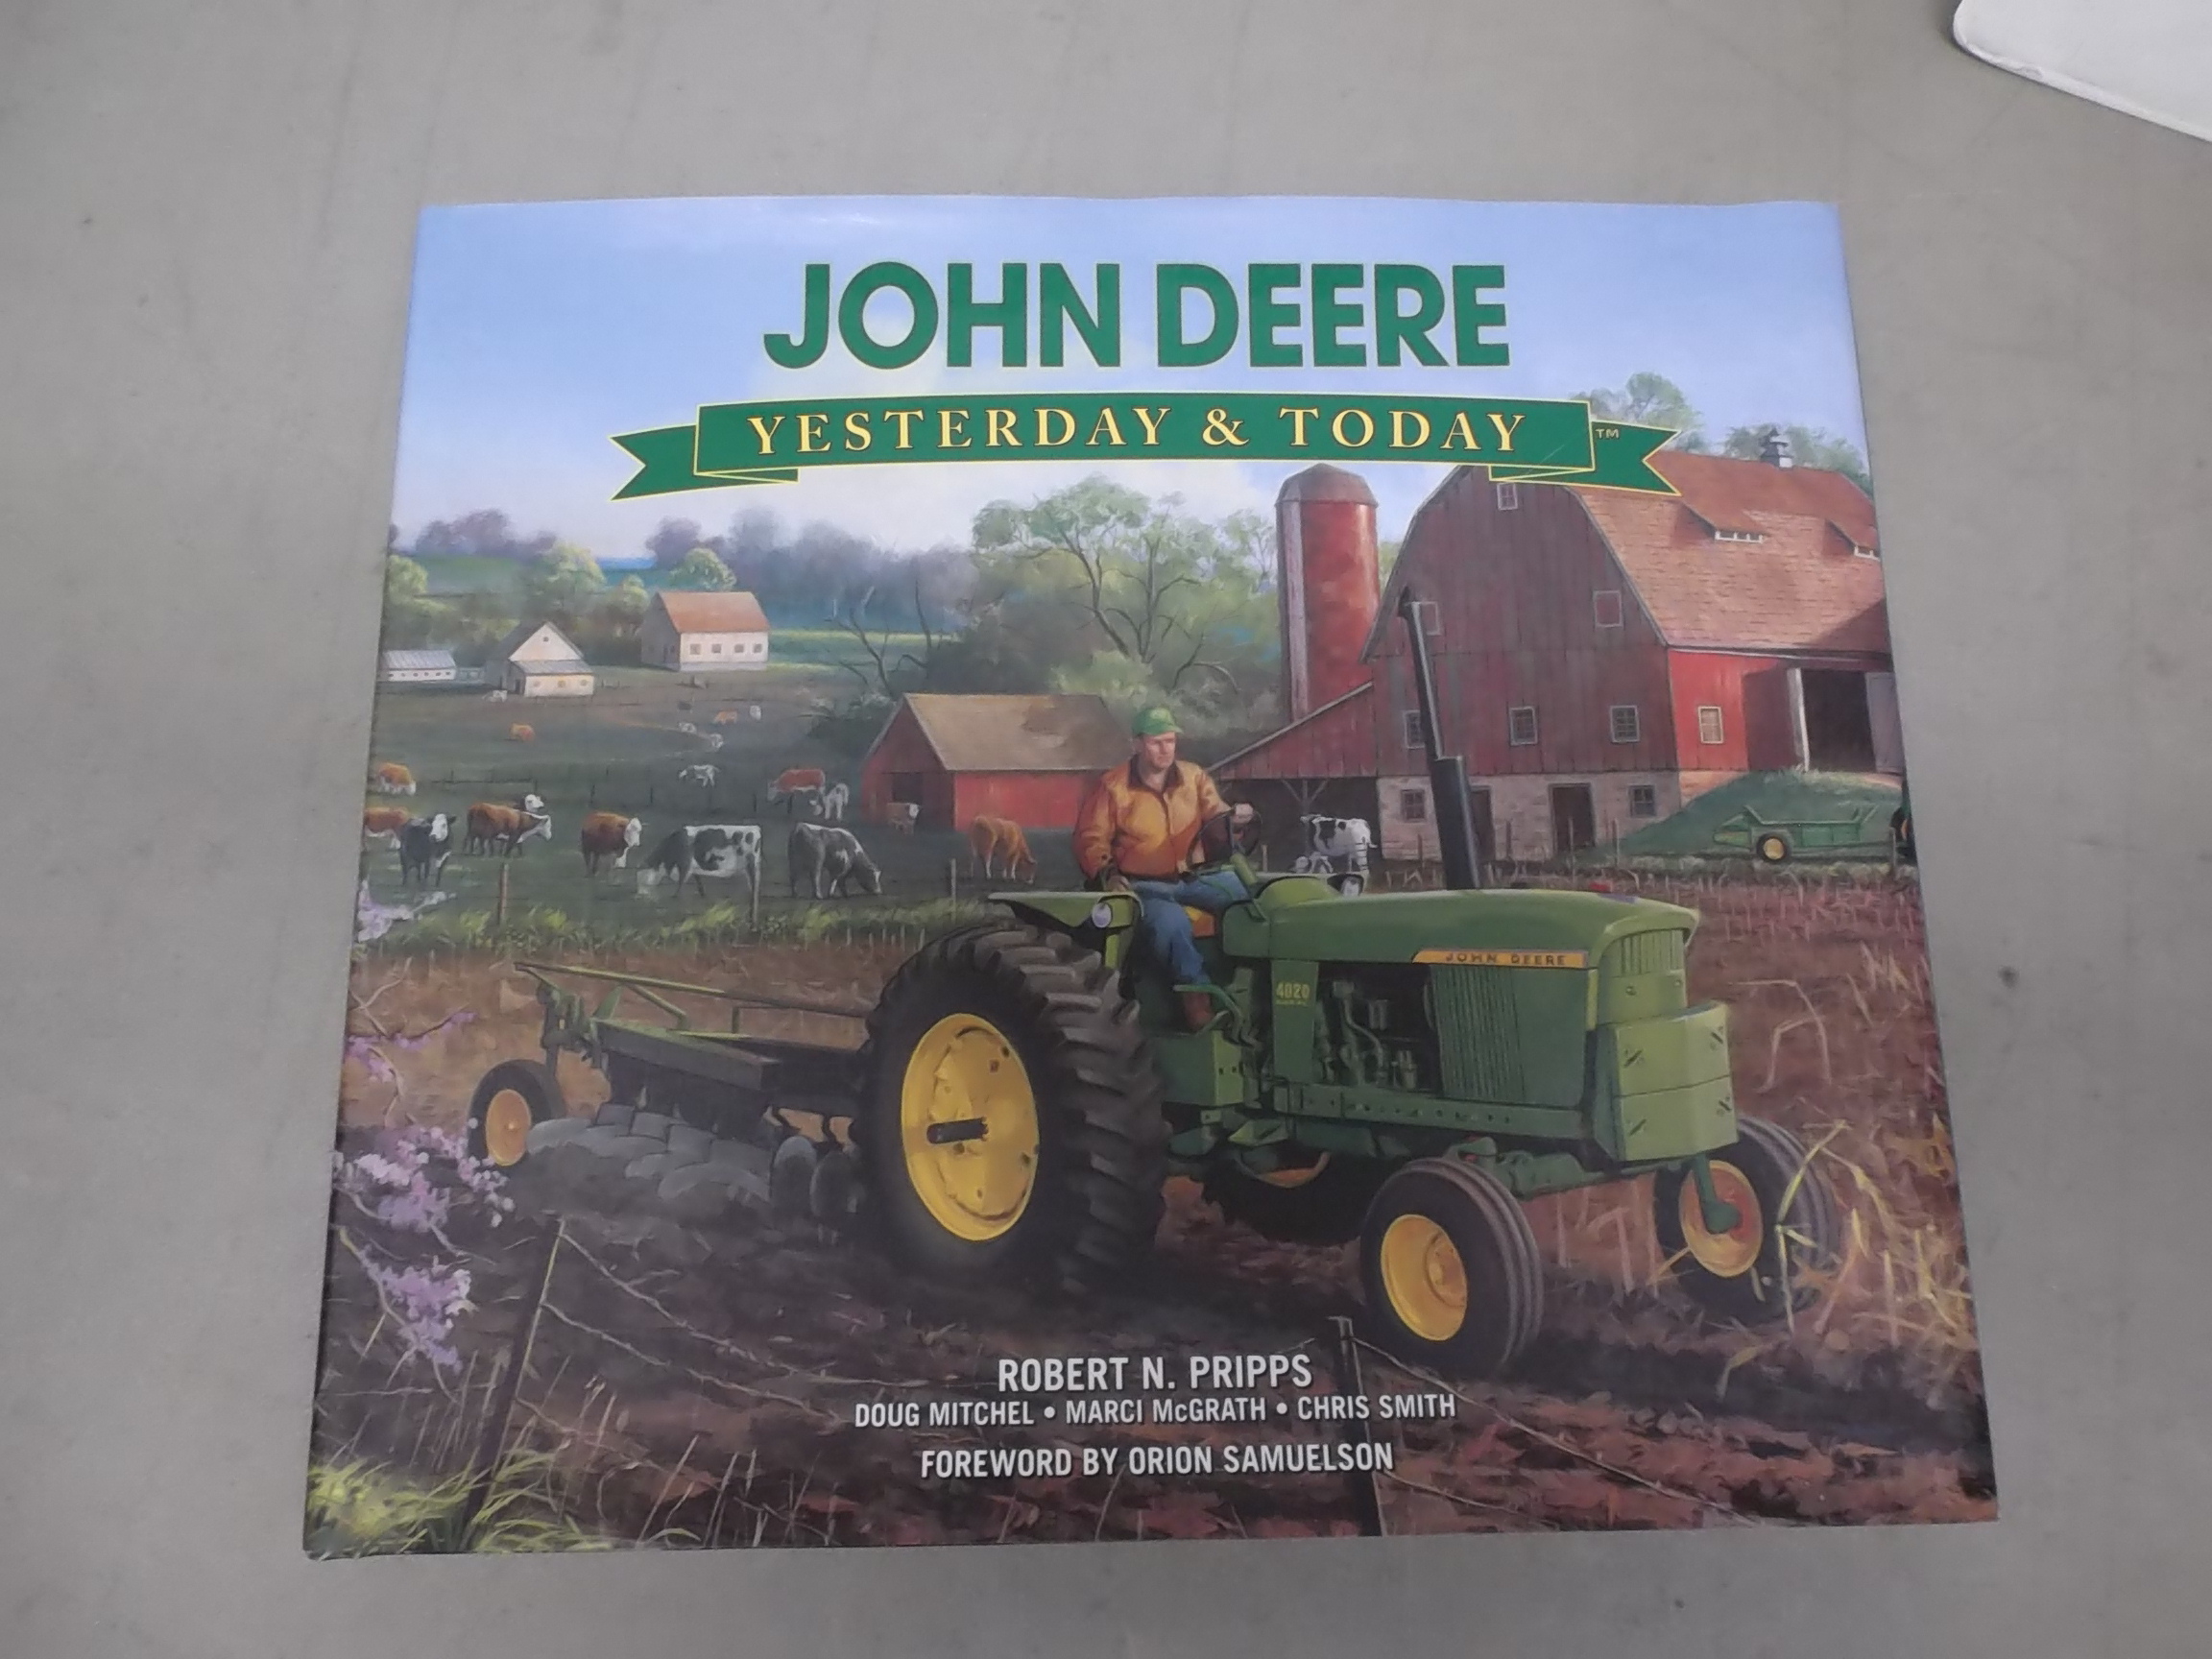 JOHN DEERE
YESTERDAY & TODAY ™
JOHN DEERE
4020
ROBERT N. PRIPPS
DOUG MITCHEL • MARCI McGRATH • CHRIS SMITH
FOREWORD BY ORION SAMUELSON